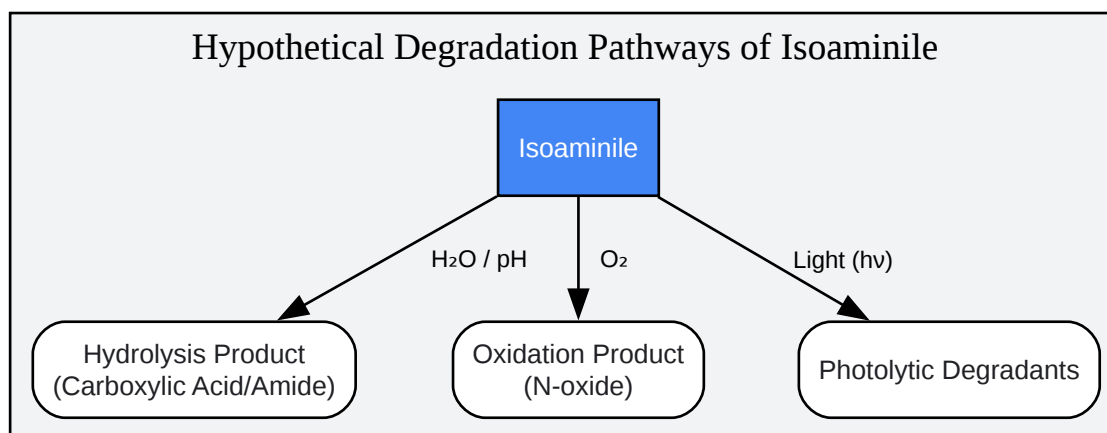 Hypothetical Degradation Pathways of Isoaminile
Isoaminile
H₂O / pH
O₂
Light (hν)
Hydrolysis Product
(Carboxylic Acid/Amide)
Oxidation Product
(N-oxide)
Photolytic Degradants